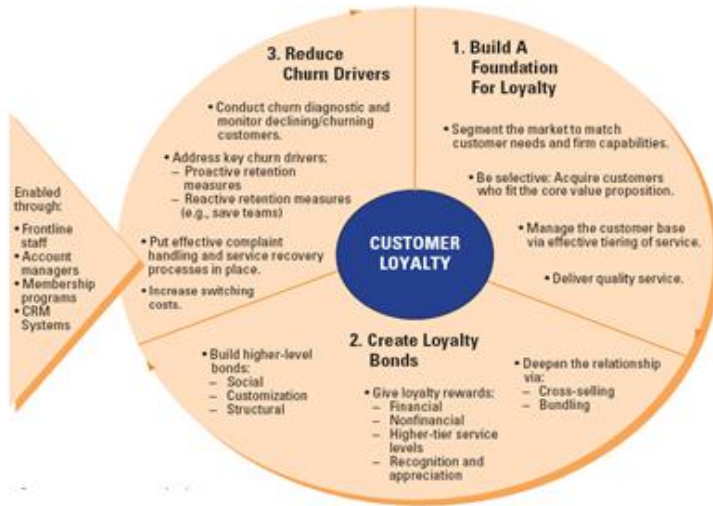 3. Reduce
Churn Drivers
• Conduct churn diagnostic and
monitor declining/churning
customers.
• Address key churn drivers:
– Proactive retention
measures
– Reactive retention measures
(e.g., save teams)
• Put effective complaint
handling and service recovery
processes in place.
• Increase switching
costs.
1. Build A
Foundation
For Loyalty
• Segment the market to match
customer needs and firm capabilities.
• Be selective: Acquire customers
who fit the core value proposition.
• Manage the customer base
via effective tiering of service.
• Deliver quality service.
Enabled
through:
• Frontline
staff
• Account
managers
• Membership
programs
• CRM
Systems
CUSTOMER
LOYALTY
2. Create Loyalty
Bonds
• Build higher-level
bonds:
– Social
– Customization
– Structural
• Give loyalty rewards:
– Financial
– Nonfinancial
– Higher-tier service
levels
– Recognition and
appreciation
• Deepen the relationship
via:
– Cross-selling
– Bundling